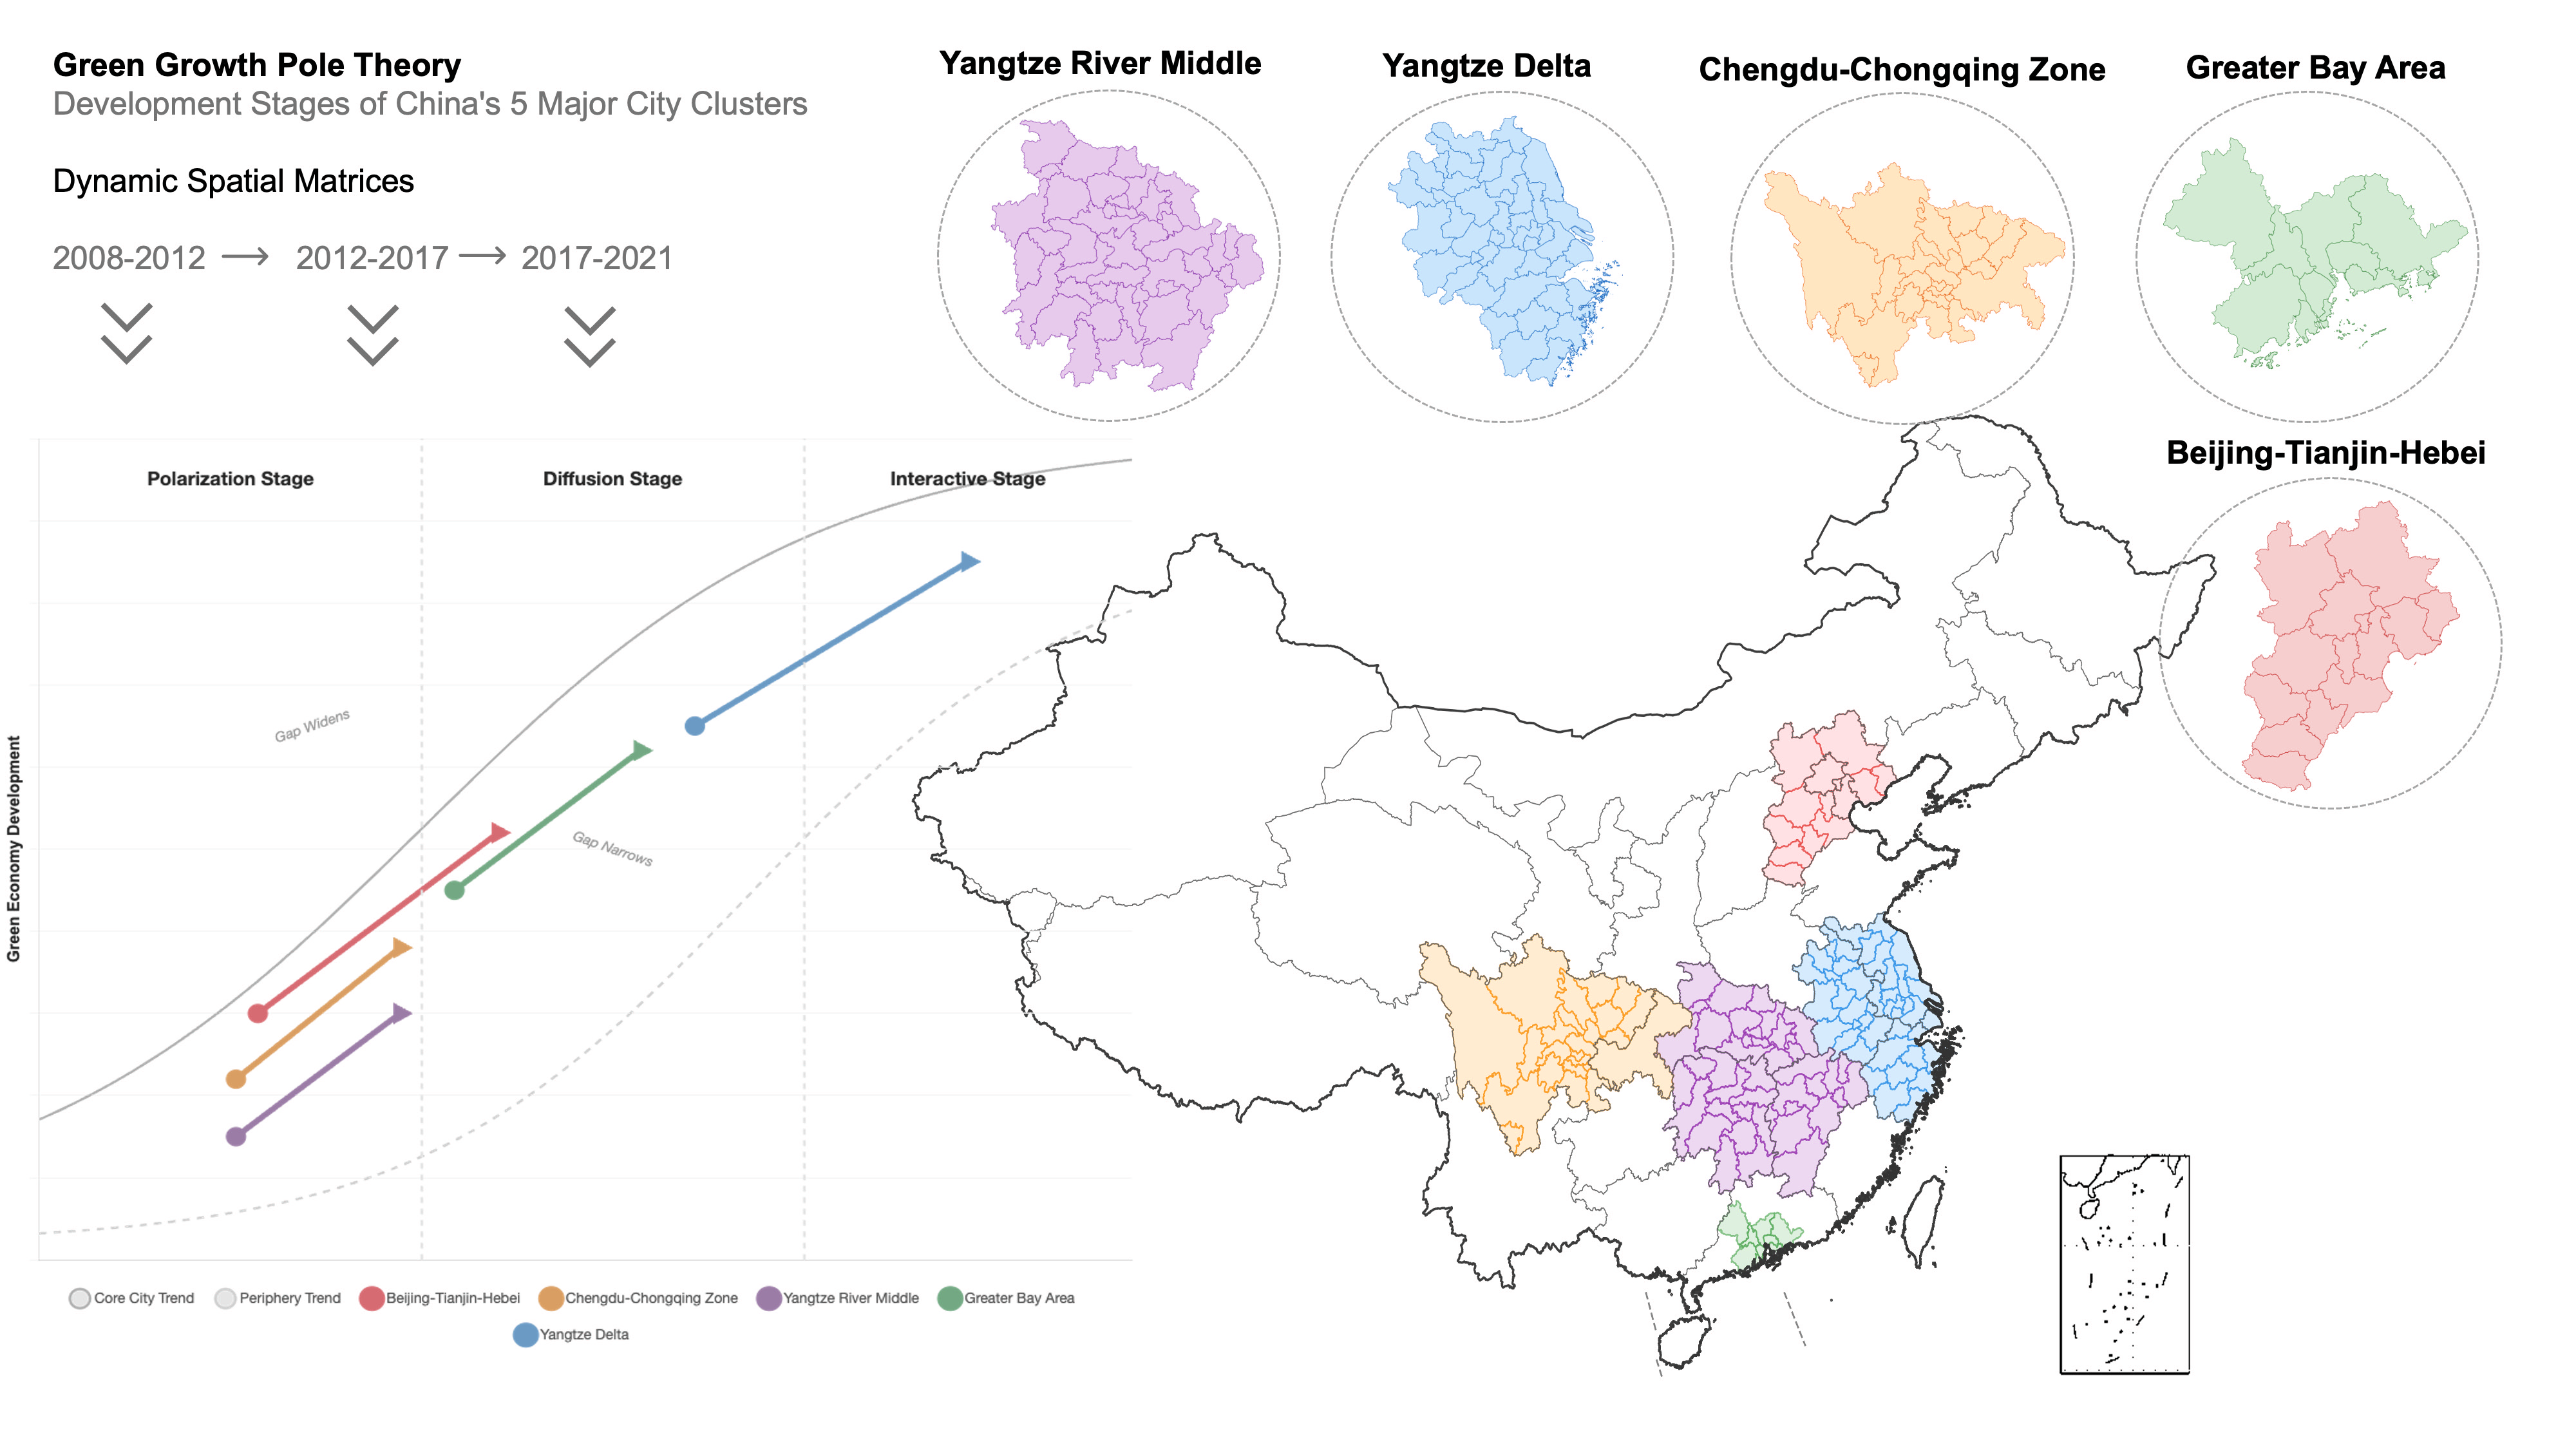 Green Growth Pole Theory
Development Stages of China's 5 Major City Clusters
Dynamic Spatial Matrices
2008-2012 → 2012-2017 → 2017-2021
Yangtze River Middle
Yangtze Delta
Chengdu-Chongqing Zone
Greater Bay Area
Beijing-Tianjin-Hebei
Polarization Stage
Diffusion Stage
Interactive Stage
Gap Widens
Gap Narrows
Green Economy Development
Core City Trend
Periphery Trend
Beijing-Tianjin-Hebei
Chengdu-Chongqing Zone
Yangtze River Middle
Greater Bay Area
Yangtze Delta